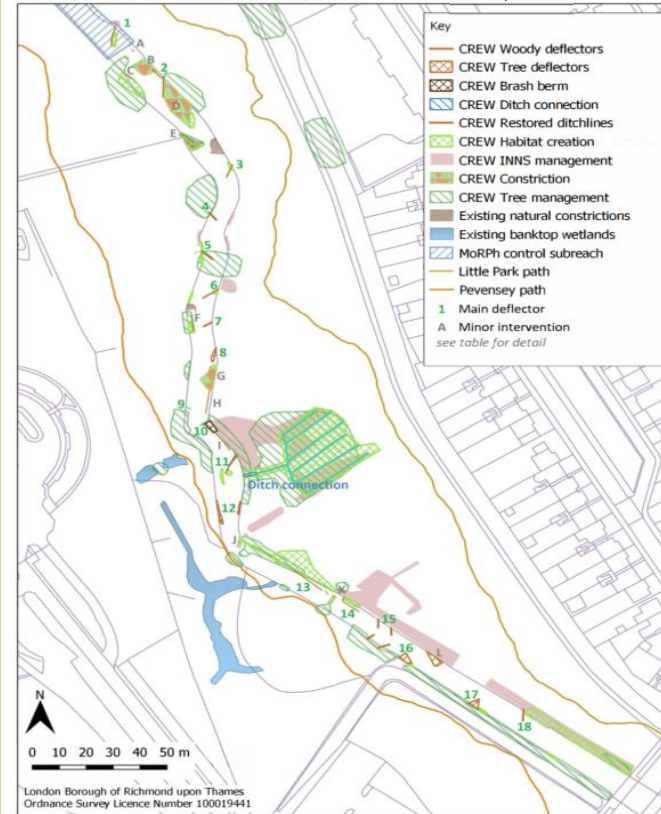 Key
CREW Woody deflectors
CREW Tree deflectors
CREW Brash berm
CREW Ditch connection
CREW Restored ditchlines
CREW Habitat creation
CREW INNS management
CREW Constriction
CREW Tree management
Existing natural constrictions
Existing banktop wetlands
MoRPh control subreach
Little Park path
Pevensey path
1 Main deflector
A Minor intervention
see table for detail
1
A
B
C
2
D
E
3
4
5
6
F
7
8
G
9
H
10
I
11
Ditch connection
12
J
13
K
14
15
16
L
17
18
N
0 10 20 30 40 50 m
London Borough of Richmond upon Thames
Ordnance Survey Licence Number 100019441